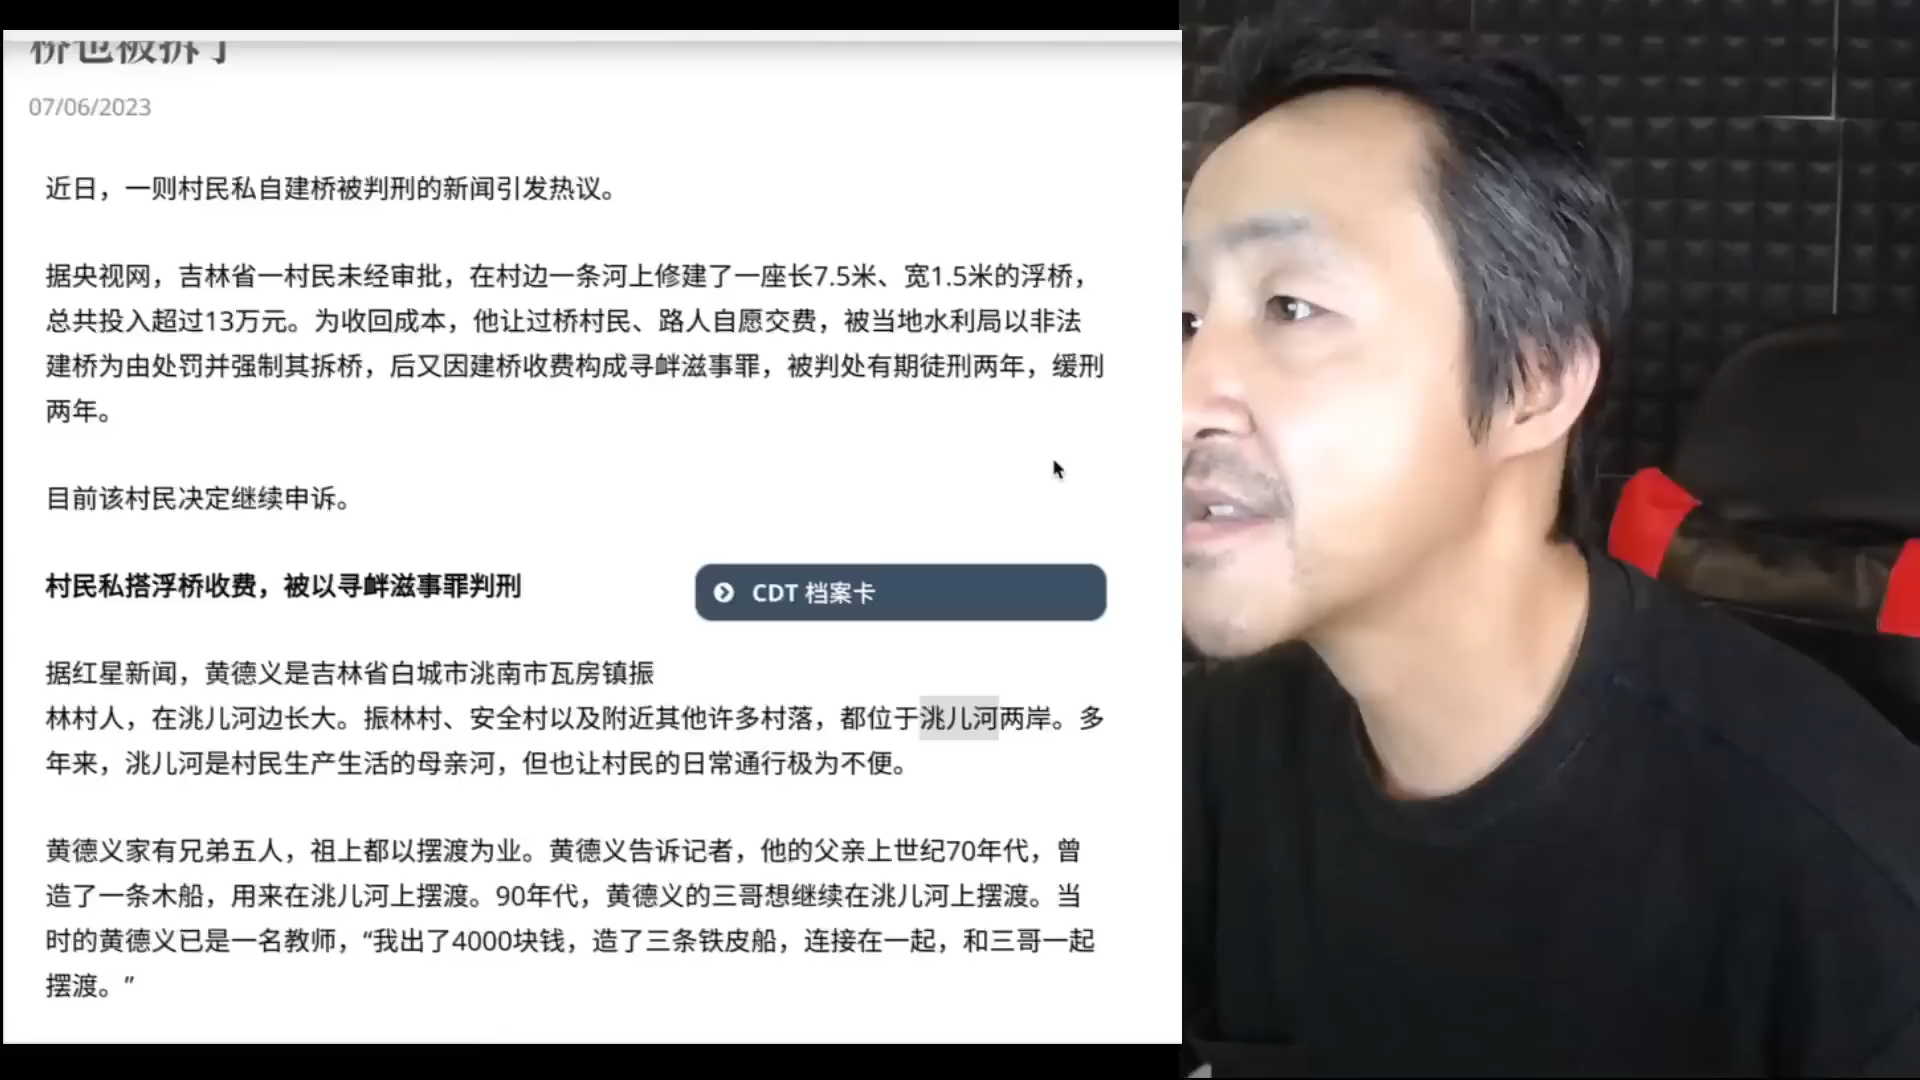 桥也被拆了
07/06/2023
近日，一则村民私自建桥被判刑的新闻引发热议。
据央视网，吉林省一村民未经审批，在村边一条河上修建了一座长7.5米、宽1.5米的浮桥，
总共投入超过13万元。为收回成本，他让过桥村民、路人自愿交费，被当地水利局以非法
建桥为由处罚并强制其拆桥，后又因建桥收费构成寻衅滋事罪，被判处有期徒刑两年，缓刑
两年。
目前该村民决定继续申诉。
村民私搭浮桥收费，被以寻衅滋事罪判刑
CDT 档案卡
据红星新闻，黄德义是吉林省白城市洮南市瓦房镇振
林村人，在洮儿河边长大。振林村、安全村以及附近其他许多村落，都位于洮儿河两岸。多
年来，洮儿河是村民生产生活的母亲河，但也让村民的日常通行极为不便。
黄德义家有兄弟五人，祖上都以摆渡为业。黄德义告诉记者，他的父亲上世纪70年代，曾
造了一条木船，用来在洮儿河上摆渡。90年代，黄德义的三哥想继续在洮儿河上摆渡。当
时的黄德义已是一名教师，“我出了4000块钱，造了三条铁皮船，连接在一起，和三哥一起
摆渡。”